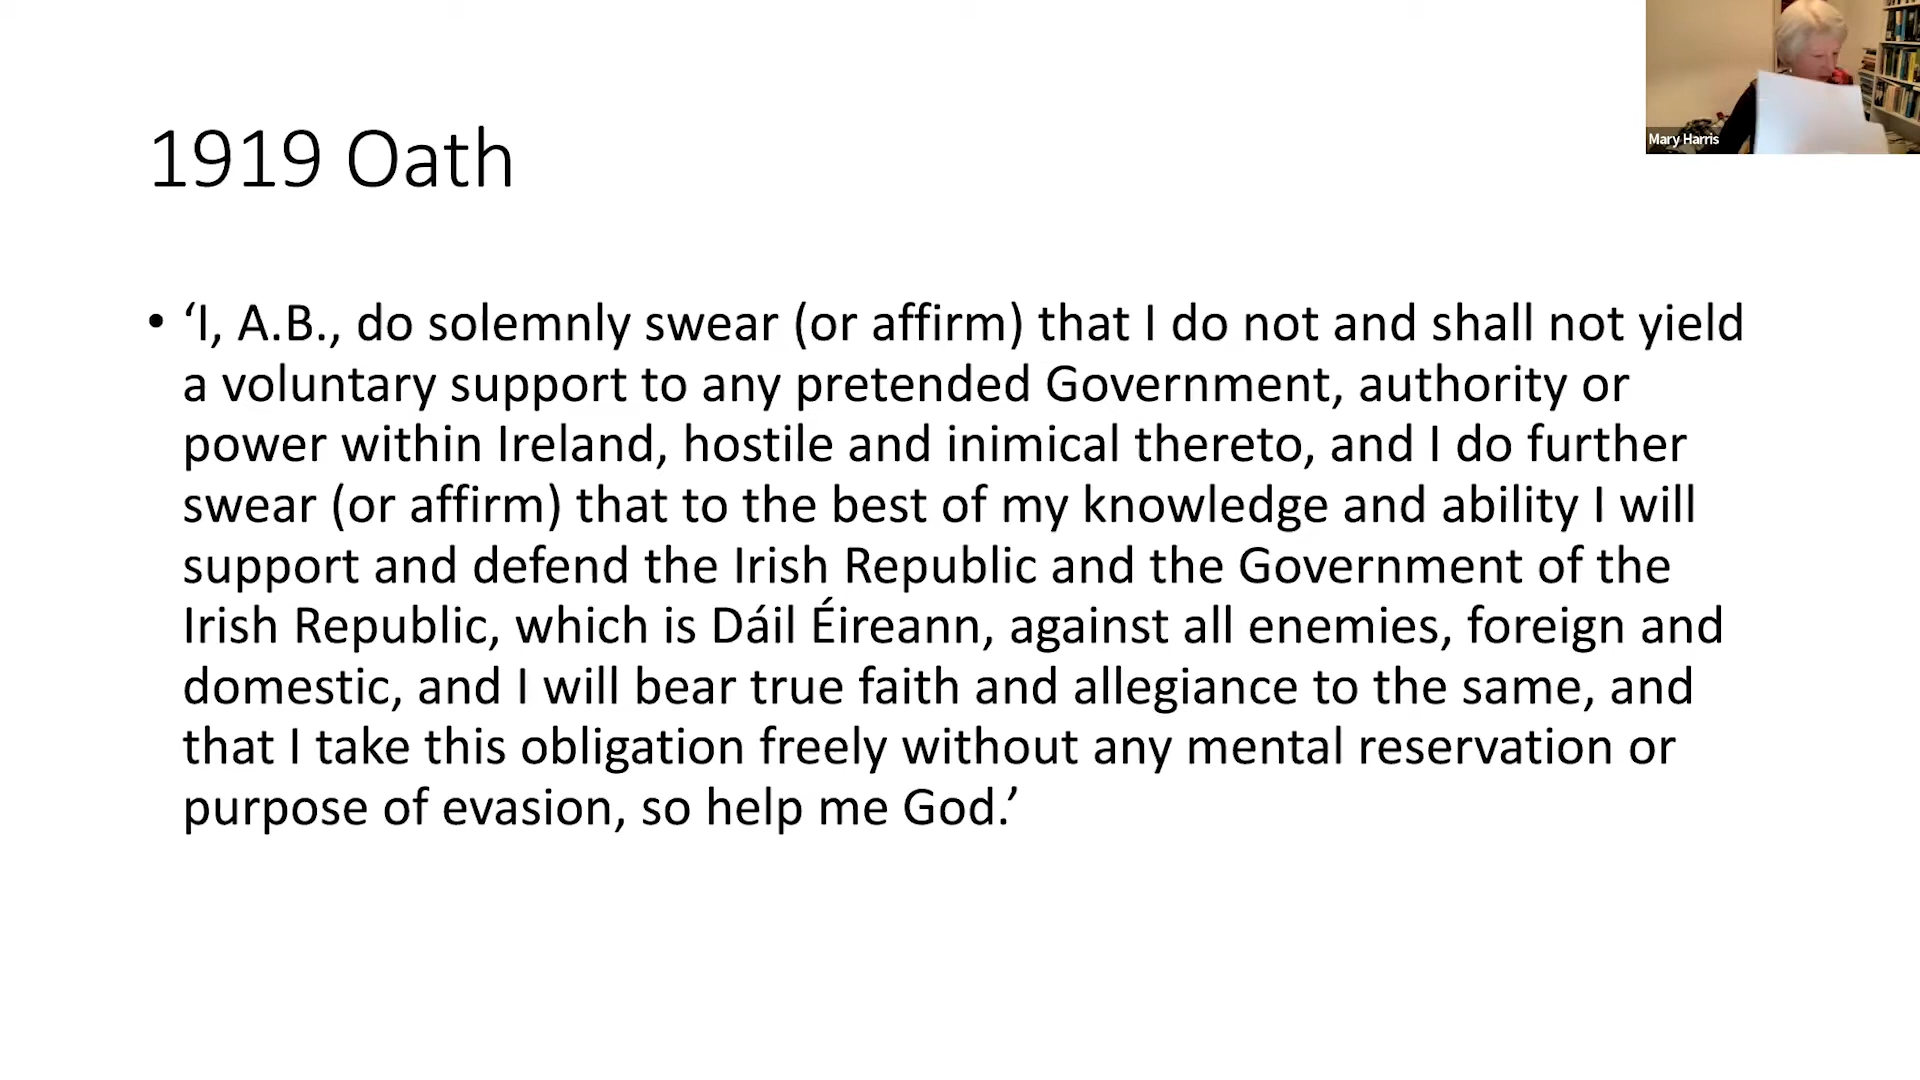 Mary Harris
1919 Oath
• ‘I, A.B., do solemnly swear (or affirm) that I do not and shall not yield
a voluntary support to any pretended Government, authority or
power within Ireland, hostile and inimical thereto, and I do further
swear (or affirm) that to the best of my knowledge and ability I will
support and defend the Irish Republic and the Government of the
Irish Republic, which is Dáil Éireann, against all enemies, foreign and
domestic, and I will bear true faith and allegiance to the same, and
that I take this obligation freely without any mental reservation or
purpose of evasion, so help me God.’